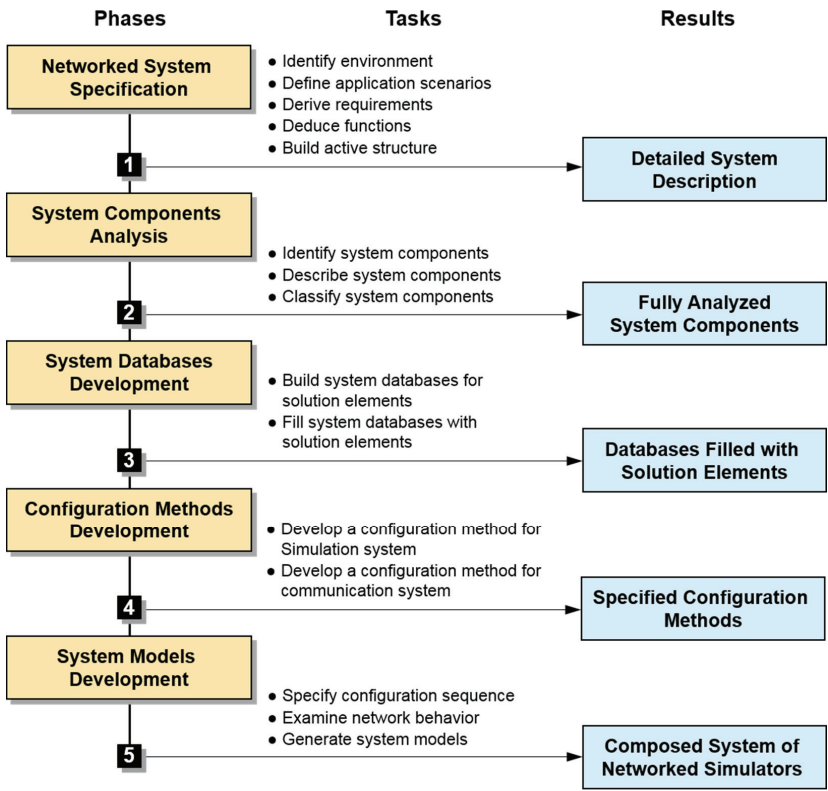 Phases
Tasks
Results
Networked System
Specification
● Identify environment
● Define application scenarios
● Derive requirements
● Deduce functions
● Build active structure
1
Detailed System
Description
System Components
Analysis
● Identify system components
● Describe system components
● Classify system components
2
Fully Analyzed
System Components
System Databases
Development
● Build system databases for
solution elements
● Fill system databases with
solution elements
3
Databases Filled with
Solution Elements
Configuration Methods
Development
● Develop a configuration method for
Simulation system
● Develop a configuration method for
communication system
4
Specified Configuration
Methods
System Models
Development
● Specify configuration sequence
● Examine network behavior
● Generate system models
5
Composed System of
Networked Simulators